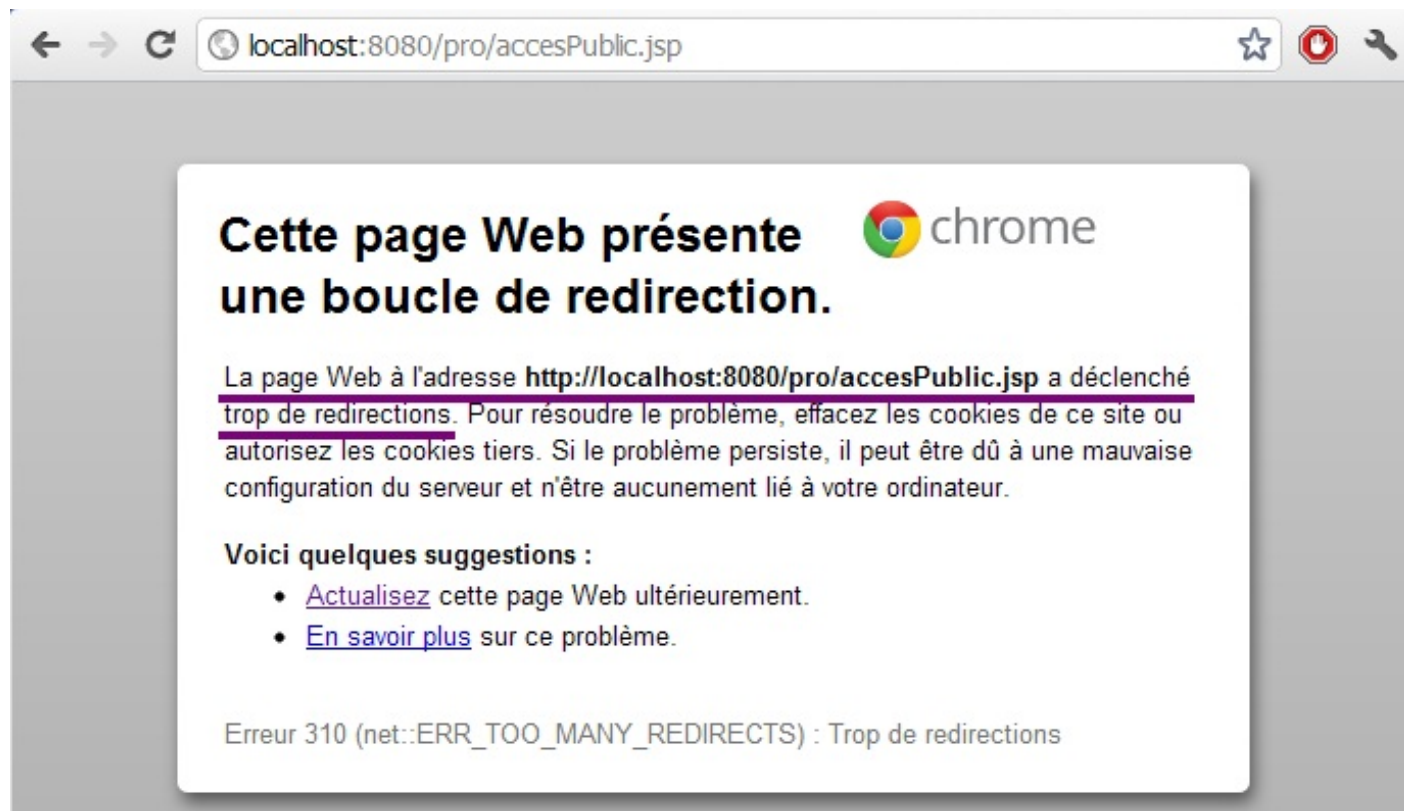 localhost:8080/pro/accesPublic.jsp
chrome
Cette page Web présente
une boucle de redirection.
La page Web à l'adresse http://localhost:8080/pro/accesPublic.jsp a déclenché
trop de redirections. Pour résoudre le problème, effacez les cookies de ce site ou
autorisez les cookies tiers. Si le problème persiste, il peut être dû à une mauvaise
configuration du serveur et n'être aucunement lié à votre ordinateur.
Voici quelques suggestions :
Actualisez cette page Web ultérieurement.
En savoir plus sur ce problème.
Erreur 310 (net::ERR_TOO_MANY_REDIRECTS) : Trop de redirections